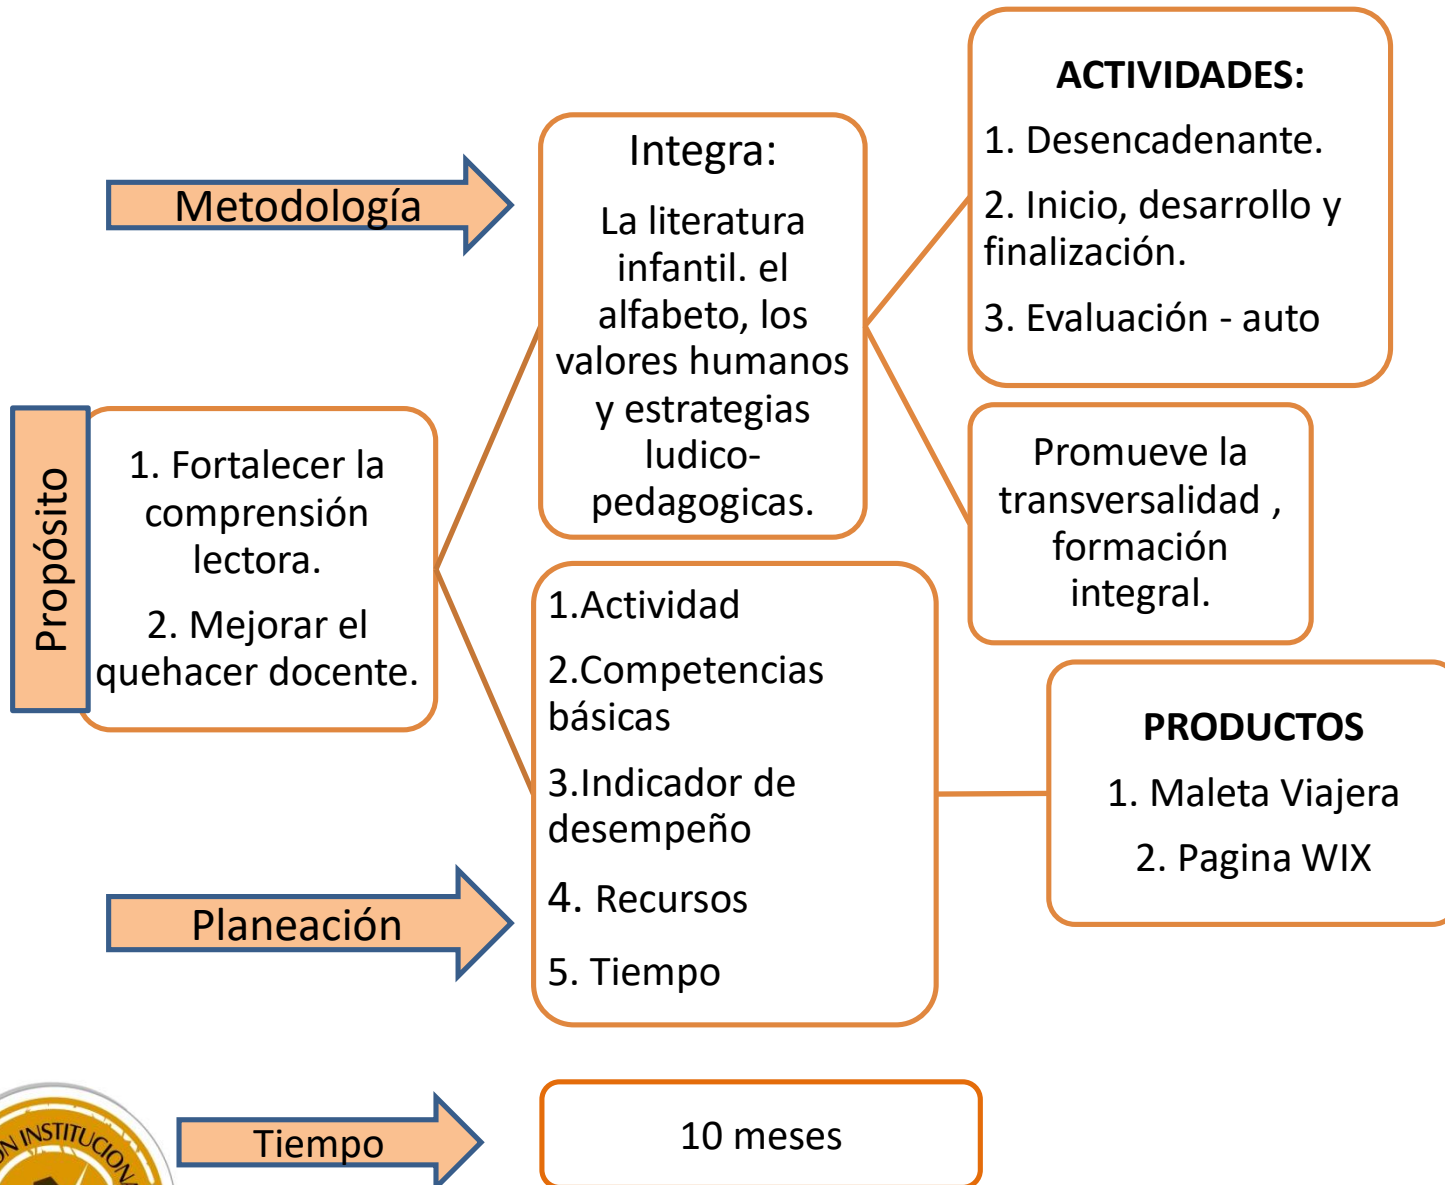 Propósito
1. Fortalecer la
comprensión
lectora.
2. Mejorar el
quehacer docente.
Metodología
Integra:
La literatura
infantil. el
alfabeto, los
valores humanos
y estrategias
ludico-
pedagogicas.
ACTIVIDADES:
1. Desencadenante.
2. Inicio, desarrollo y
finalización.
3. Evaluación - auto
Promueve la
transversalidad ,
formación
integral.
Planeación
1.Actividad
2.Competencias
básicas
3.Indicador de
desempeño
4. Recursos
5. Tiempo
PRODUCTOS
1. Maleta Viajera
2. Pagina WIX
Tiempo
10 meses